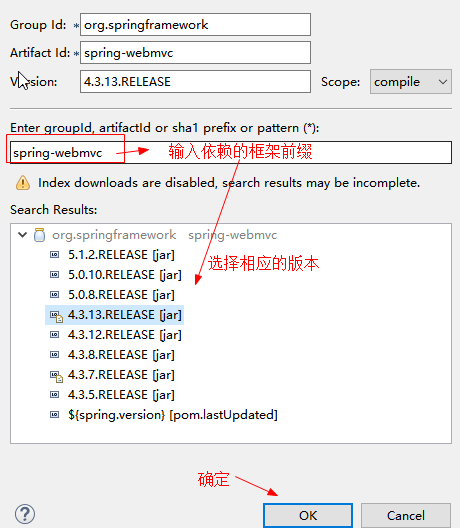 Group Id: * org.springframework
Artifact Id: * spring-webmvc
Version: 4.3.13.RELEASE Scope: compile
Enter groupId, artifactId or sha1 prefix or pattern (*):
spring-webmvc 输入依赖的框架前缀
Index downloads are disabled, search results may be incomplete.
Search Results:
org.springframework spring-webmvc
5.1.2.RELEASE [jar]
5.0.10.RELEASE [jar] 选择相应的版本
5.0.8.RELEASE [jar]
4.3.13.RELEASE [jar]
4.3.12.RELEASE [jar]
4.3.8.RELEASE [jar]
4.3.7.RELEASE [jar]
4.3.5.RELEASE [jar]
${spring.version} [pom.lastUpdated]
确定
? OK Cancel